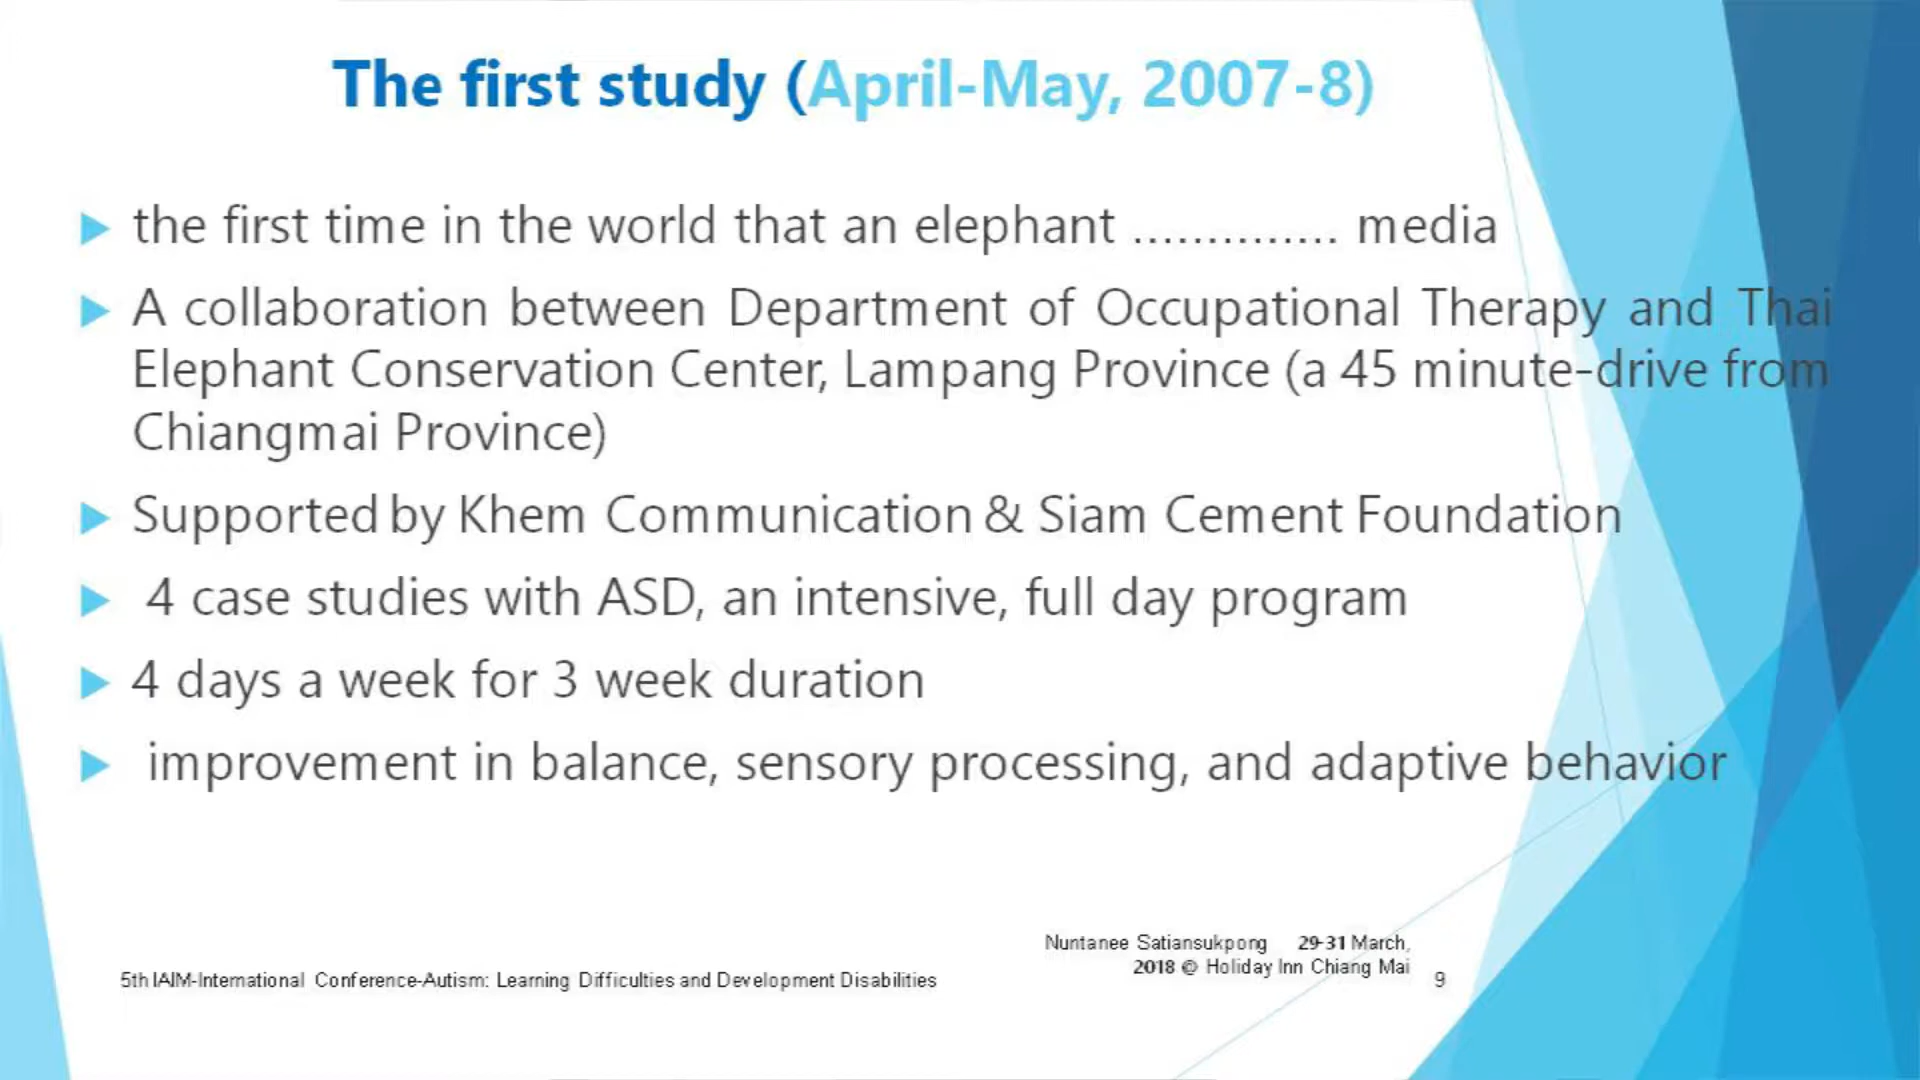 The first study (April-May, 2007-8)
the first time in the world that an elephant .............. media
A collaboration between Department of Occupational Therapy and Thai
Elephant Conservation Center, Lampang Province (a 45 minute-drive from
Chiangmai Province)
Supported by Khem Communication & Siam Cement Foundation
4 case studies with ASD, an intensive, full day program
4 days a week for 3 week duration
improvement in balance, sensory processing, and adaptive behavior
Nuntanee Satiansukpong 29-31 March,
2018 @ Holiday Inn Chiang Mai
5th IAIM-International Conference-Autism: Learning Difficulties and Development Disabilities
9